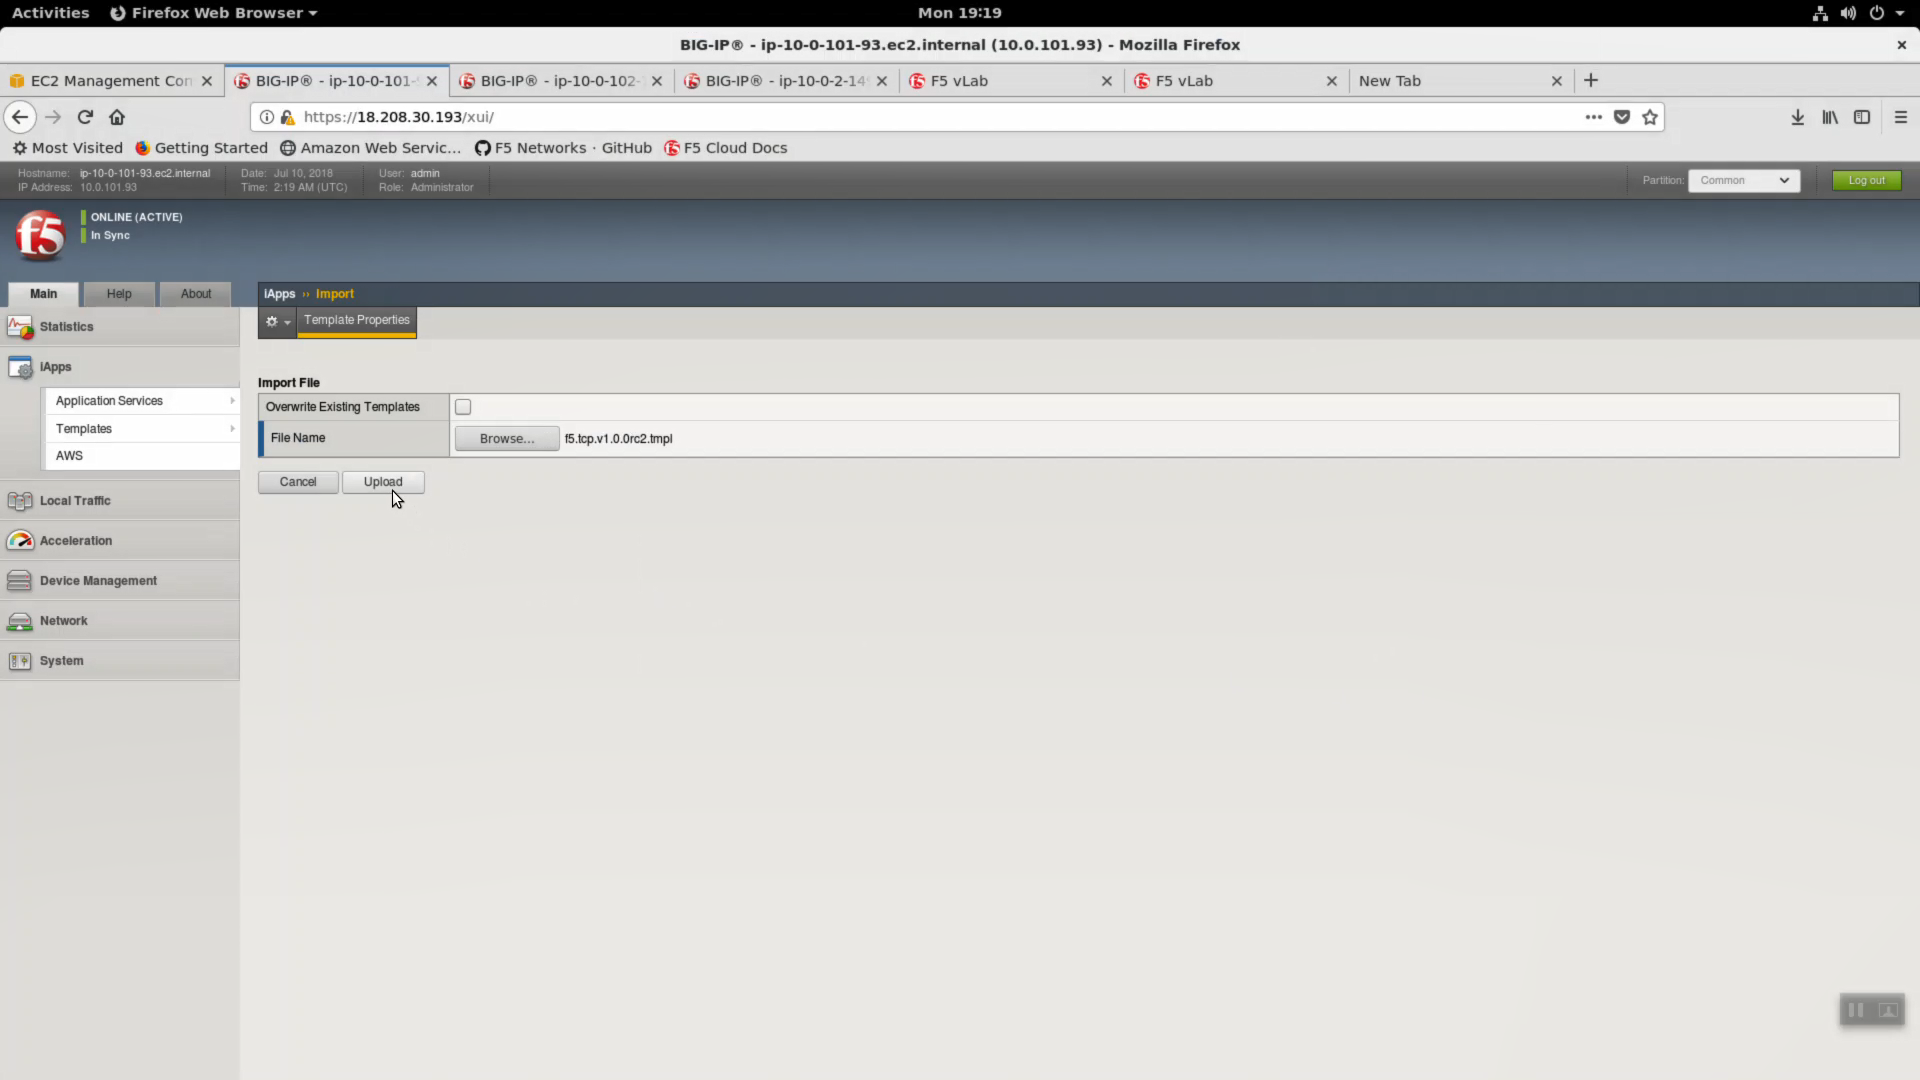 Activities Firefox Web Browser Mon 19:19
BIG-IP® - ip-10-0-101-93.ec2.internal (10.0.101.93) - Mozilla Firefox
EC2 Management Con BIG-IP® - ip-10-0-101- BIG-IP® - ip-10-0-102- BIG-IP® - ip-10-0-2-14 F5 vLab F5 vLab New Tab
https://18.208.30.193/xui/
Most Visited Getting Started Amazon Web Servic... F5 Networks · GitHub F5 Cloud Docs
Hostname: ip-10-0-101-93.ec2.internal Date: Jul 10, 2018 User: admin
IP Address: 10.0.101.93 Time: 2:19 AM (UTC) Role: Administrator
Partition: Common Log out
f5
ONLINE (ACTIVE)
In Sync
Main Help About
iApps ›› Import
Template Properties
Statistics
iApps
Application Services
Templates
AWS
Local Traffic
Acceleration
Device Management
Network
System
Import File
Overwrite Existing Templates
File Name Browse... f5.tcp.v1.0.0rc2.tmpl
Cancel Upload